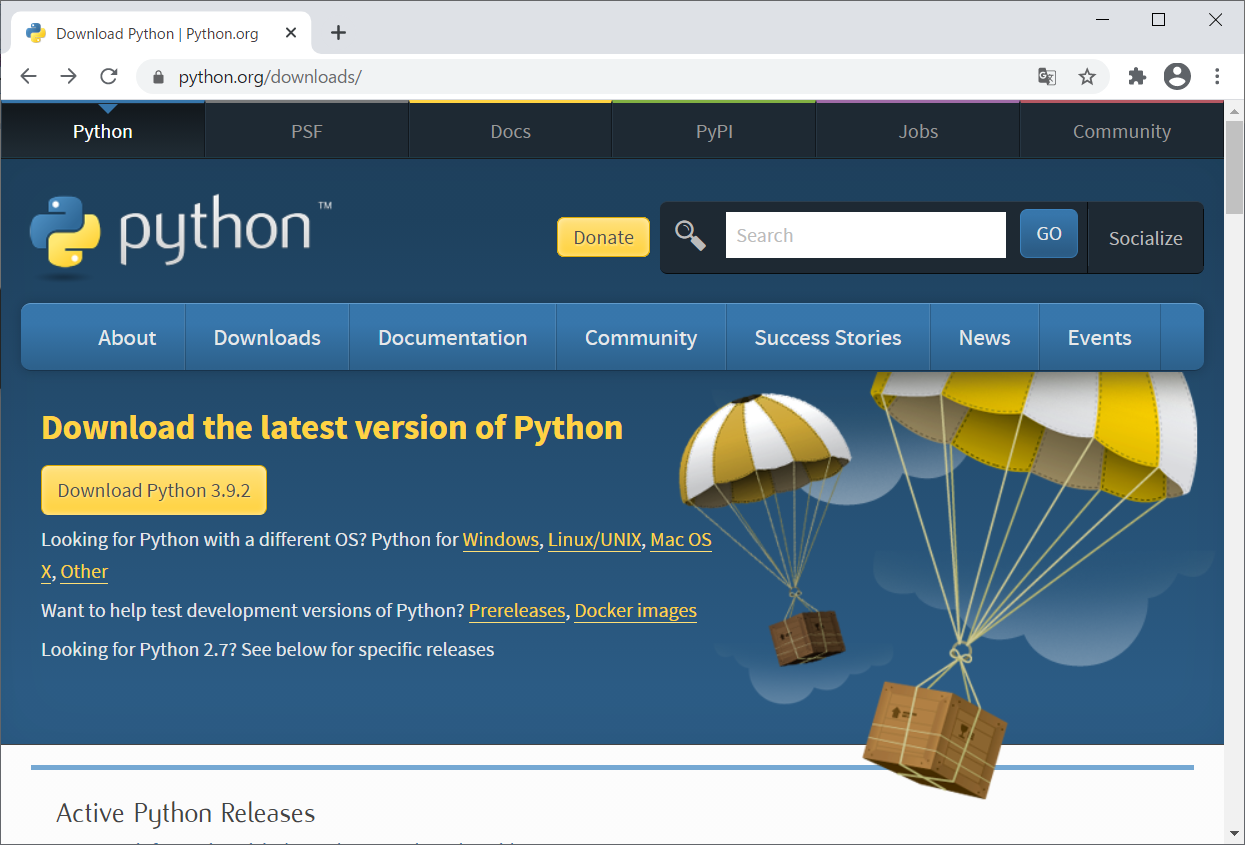 Download Python | Python.org
python.org/downloads/
Python PSF Docs PyPI Jobs Community
python™
Donate Search GO Socialize
About Downloads Documentation Community Success Stories News Events
Download the latest version of Python
Download Python 3.9.2
Looking for Python with a different OS? Python for Windows, Linux/UNIX, Mac OS
X, Other
Want to help test development versions of Python? Prereleases, Docker images
Looking for Python 2.7? See below for specific releases
Active Python Releases